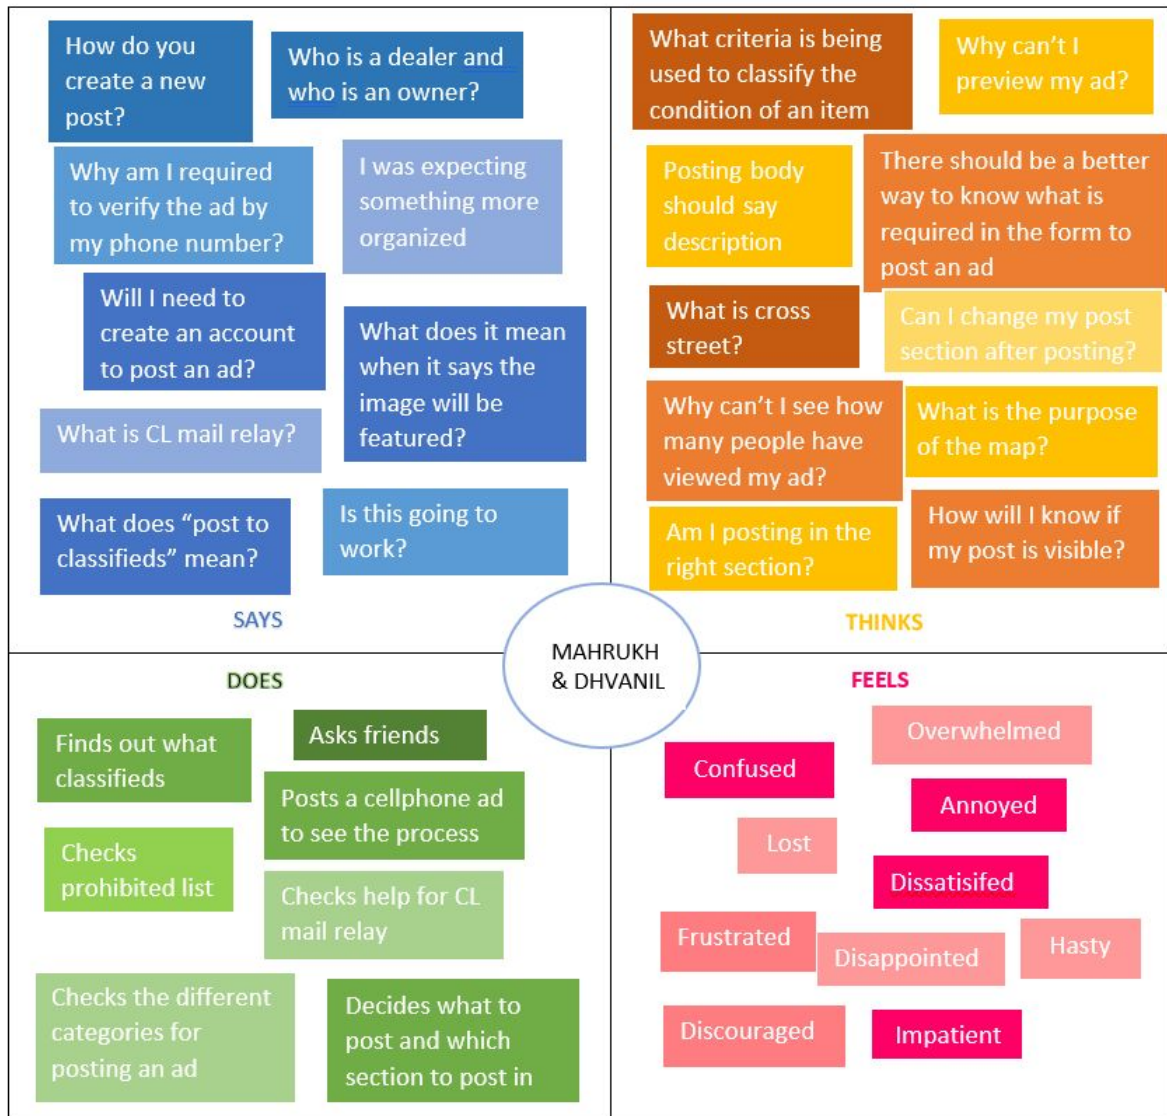 How do you
create a new
post?
Who is a dealer and
who is an owner?
Why am I required
to verify the ad by
my phone number?
I was expecting
something more
organized
Will I need to
create an account
to post an ad?
What does it mean
when it says the
image will be
featured?
What is CL mail relay?
What does “post to
classifieds” mean?
Is this going to
work?
SAYS
What criteria is being
used to classify the
condition of an item
Why can’t I
preview my ad?
Posting body
should say
description
There should be a better
way to know what is
required in the form to
post an ad
What is cross
street?
Can I change my post
section after posting?
Why can’t I see how
many people have
viewed my ad?
What is the purpose
of the map?
Am I posting in the
right section?
How will I know if
my post is visible?
THINKS
MAHRUKH
& DHVANIL
DOES
Finds out what
classifieds
Asks friends
Posts a cellphone ad
to see the process
Checks
prohibited list
Checks help for CL
mail relay
Checks the different
categories for
posting an ad
Decides what to
post and which
section to post in
FEELS
Overwhelmed
Confused
Annoyed
Lost
Dissatisifed
Frustrated
Disappointed
Hasty
Discouraged
Impatient